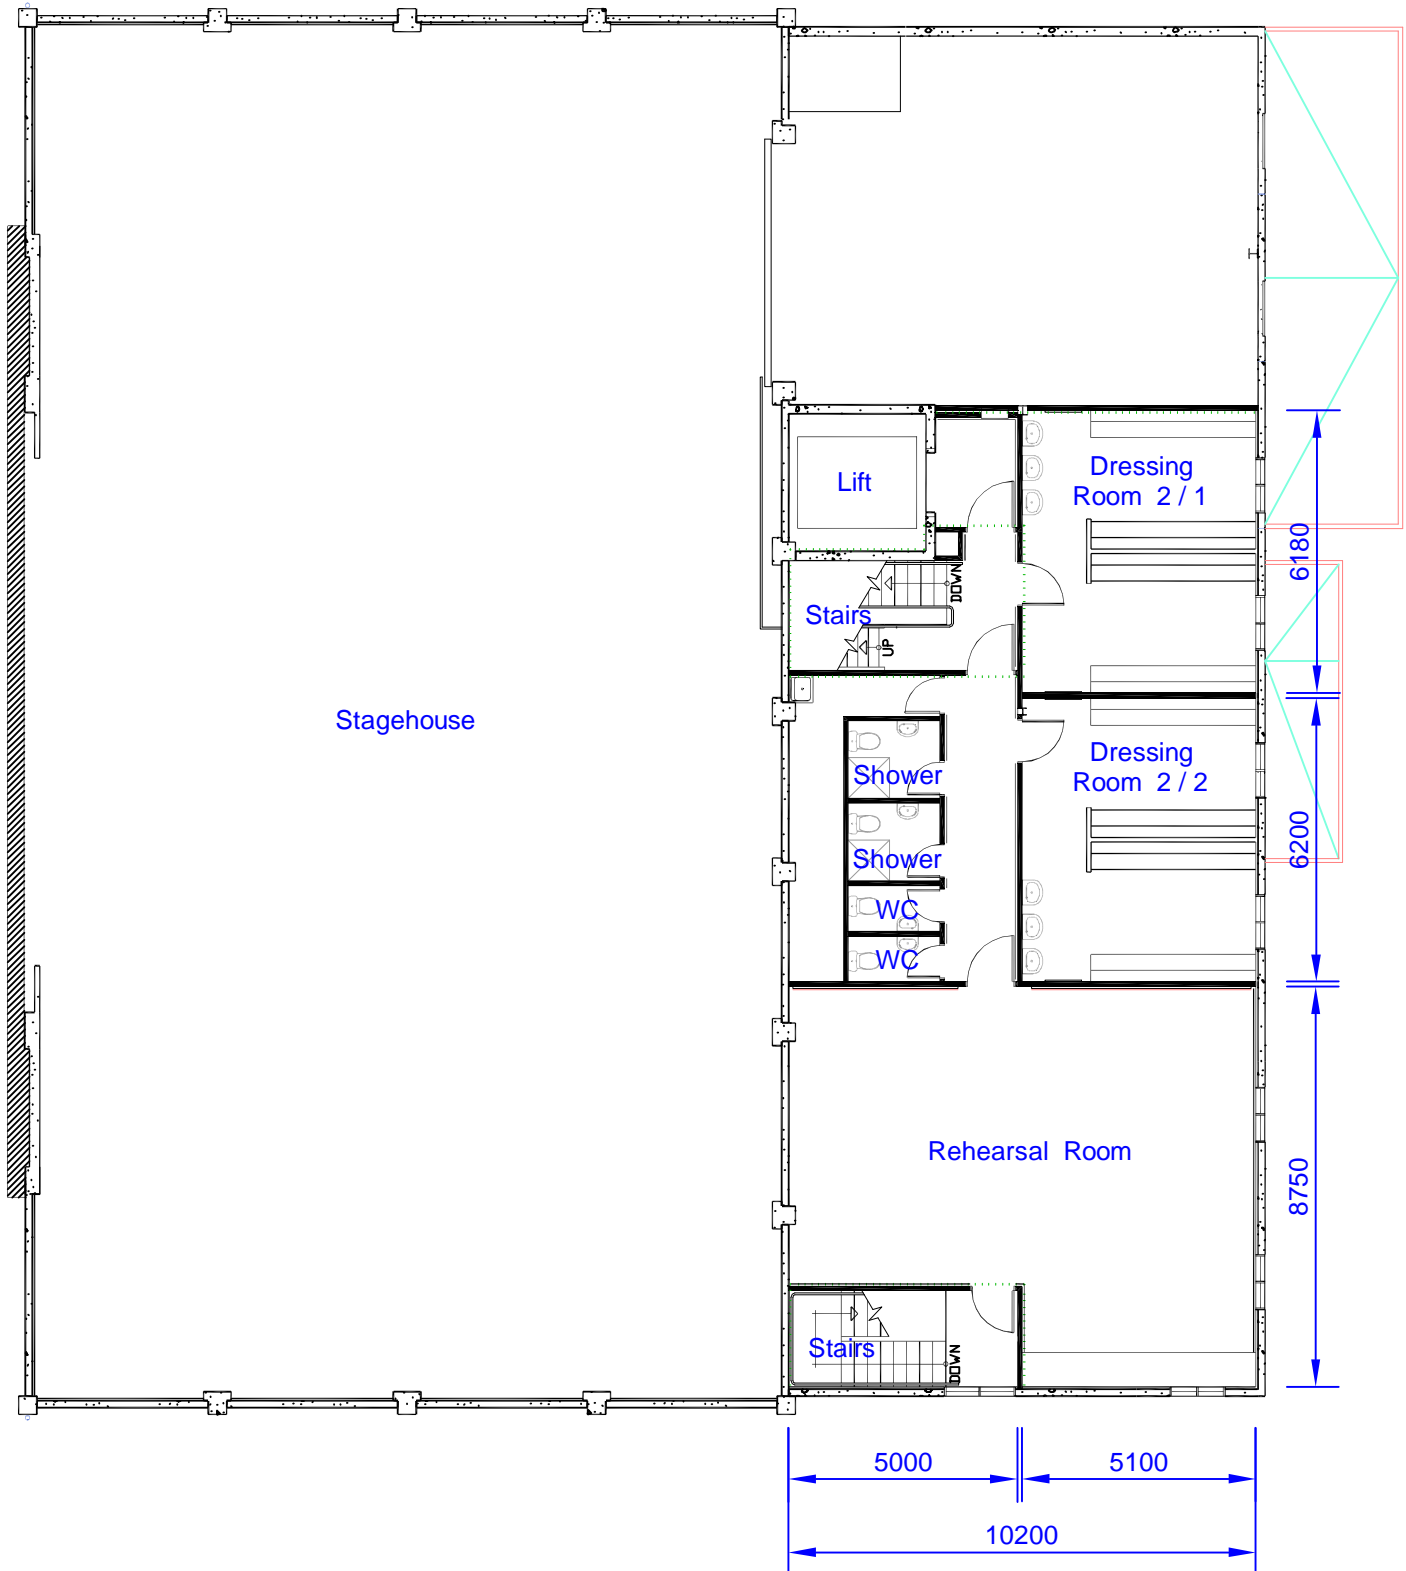 Lift
Dressing
Room 2 / 1
6180
DOWN
Stairs
UP
Stagehouse
Dressing
Room 2 / 2
Shower
6200
Shower
WC
WC
Rehearsal Room
8750
Stairs
DOWN
5000
5100
10200